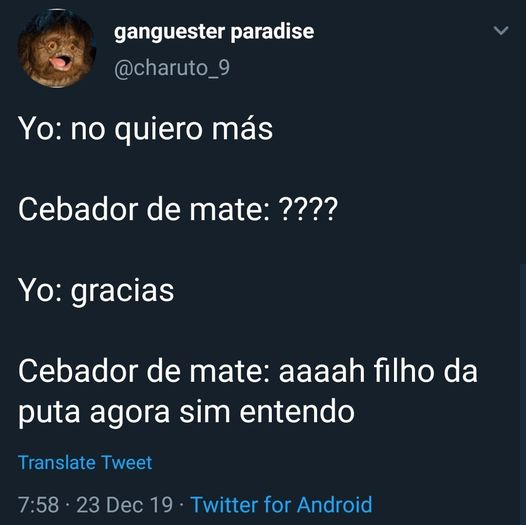 ganguester paradise
@charuto_9
Yo: no quiero más
Cebador de mate: ????
Yo: gracias
Cebador de mate: aaaah filho da
puta agora sim entendo
Translate Tweet
7:58 · 23 Dec 19 · Twitter for Android